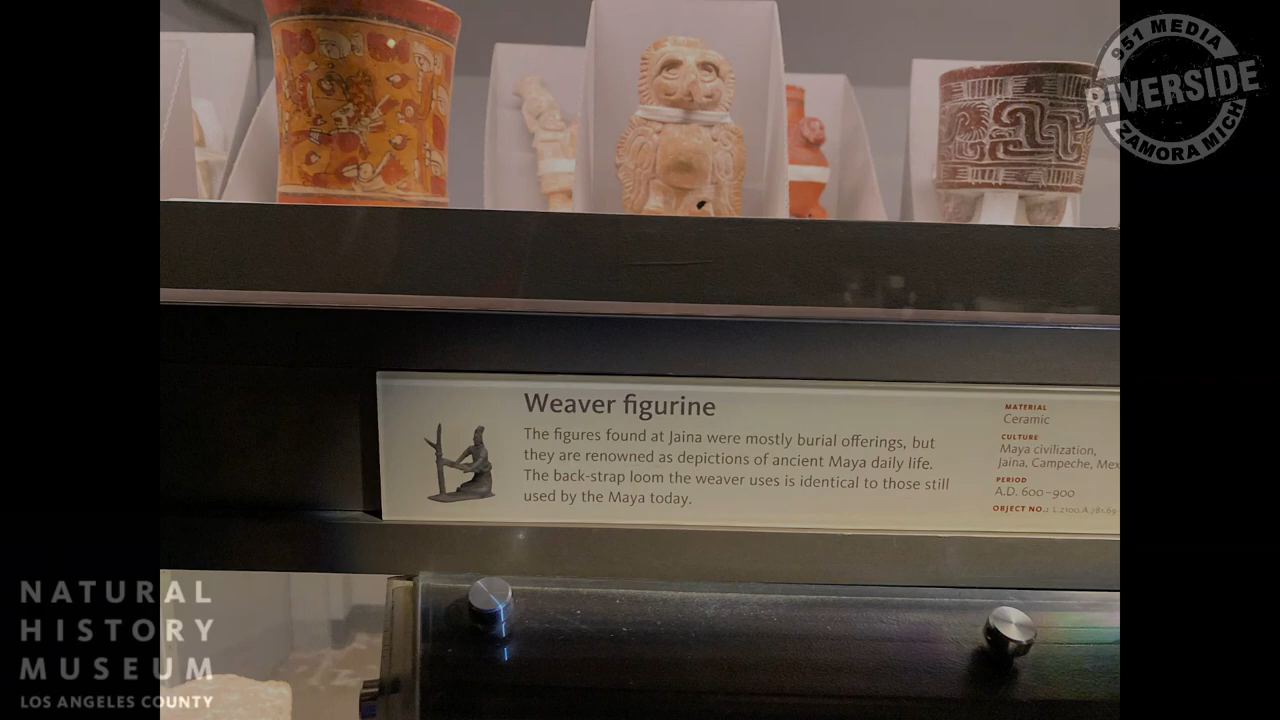 951 MEDIA
RIVERSIDE
ZAMORA MICH
Weaver figurine
The figures found at Jaina were mostly burial offerings, but
they are renowned as depictions of ancient Maya daily life.
The back-strap loom the weaver uses is identical to those still
used by the Maya today.
MATERIAL
Ceramic
CULTURE
Maya civilization,
Jaina, Campeche, Mex
PERIOD
A.D. 600–900
OBJECT NO.:
NATURAL
HISTORY
MUSEUM
LOS ANGELES COUNTY